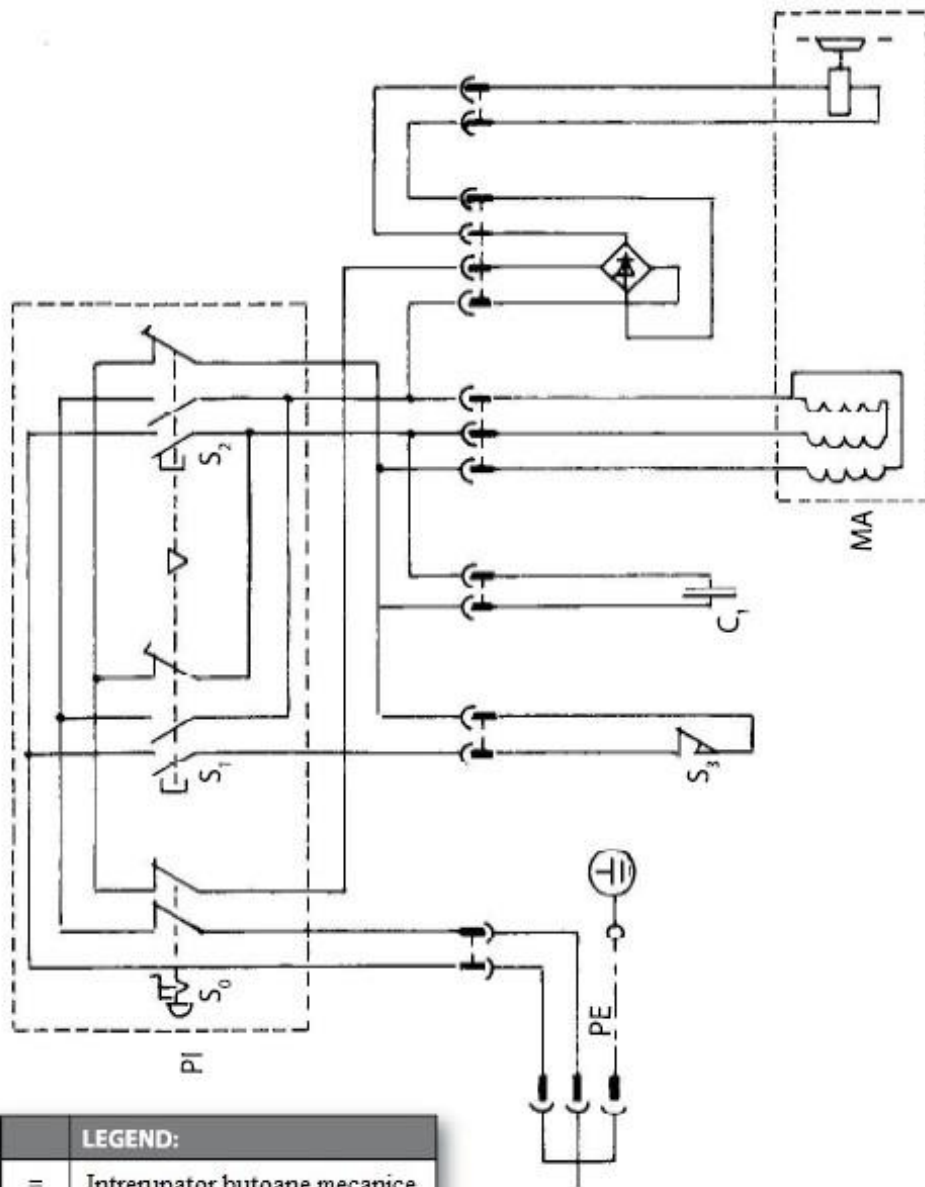 MA
S₂
C₁
S₁
S₃
S₀
PE
PI
LEGEND:
= Intrerupator butoane mecanice